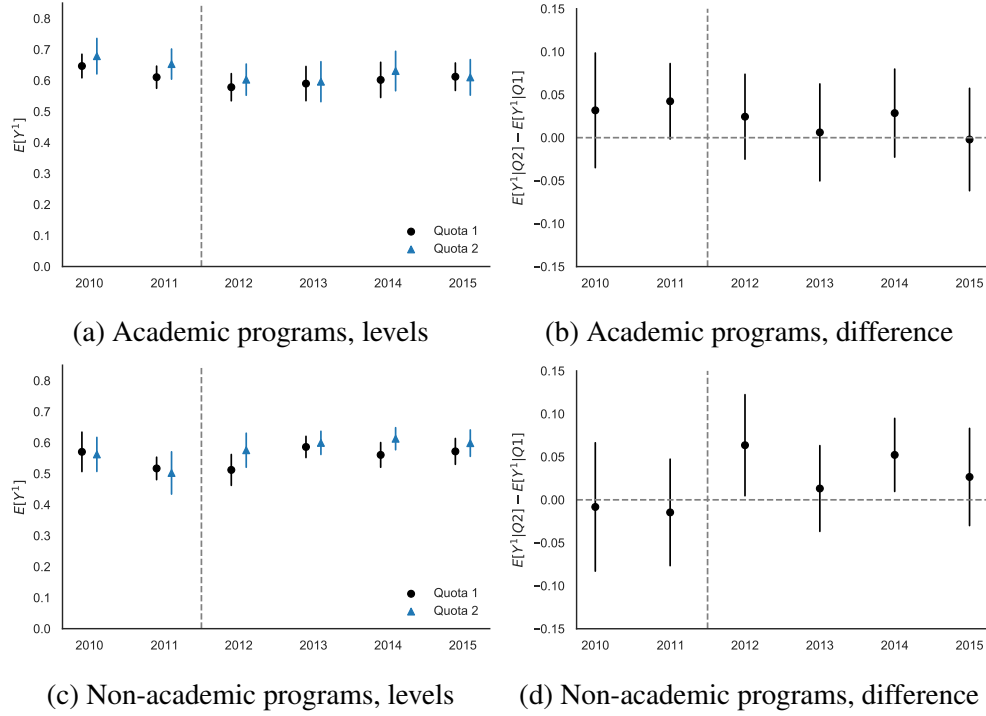 0.8
0.7
0.6
0.5
0.4
0.3
0.2
0.1
0.0
E[Y¹]
Quota 1
Quota 2
2010 2011 2012 2013 2014 2015
(a) Academic programs, levels
0.15
0.10
0.05
0.00
−0.05
−0.10
−0.15
E[Y¹|Q2] − E[Y¹|Q1]
2010 2011 2012 2013 2014 2015
(b) Academic programs, difference
0.8
0.7
0.6
0.5
0.4
0.3
0.2
0.1
0.0
E[Y¹]
Quota 1
Quota 2
2010 2011 2012 2013 2014 2015
(c) Non-academic programs, levels
0.15
0.10
0.05
0.00
−0.05
−0.10
−0.15
E[Y¹|Q2] − E[Y¹|Q1]
2010 2011 2012 2013 2014 2015
(d) Non-academic programs, difference